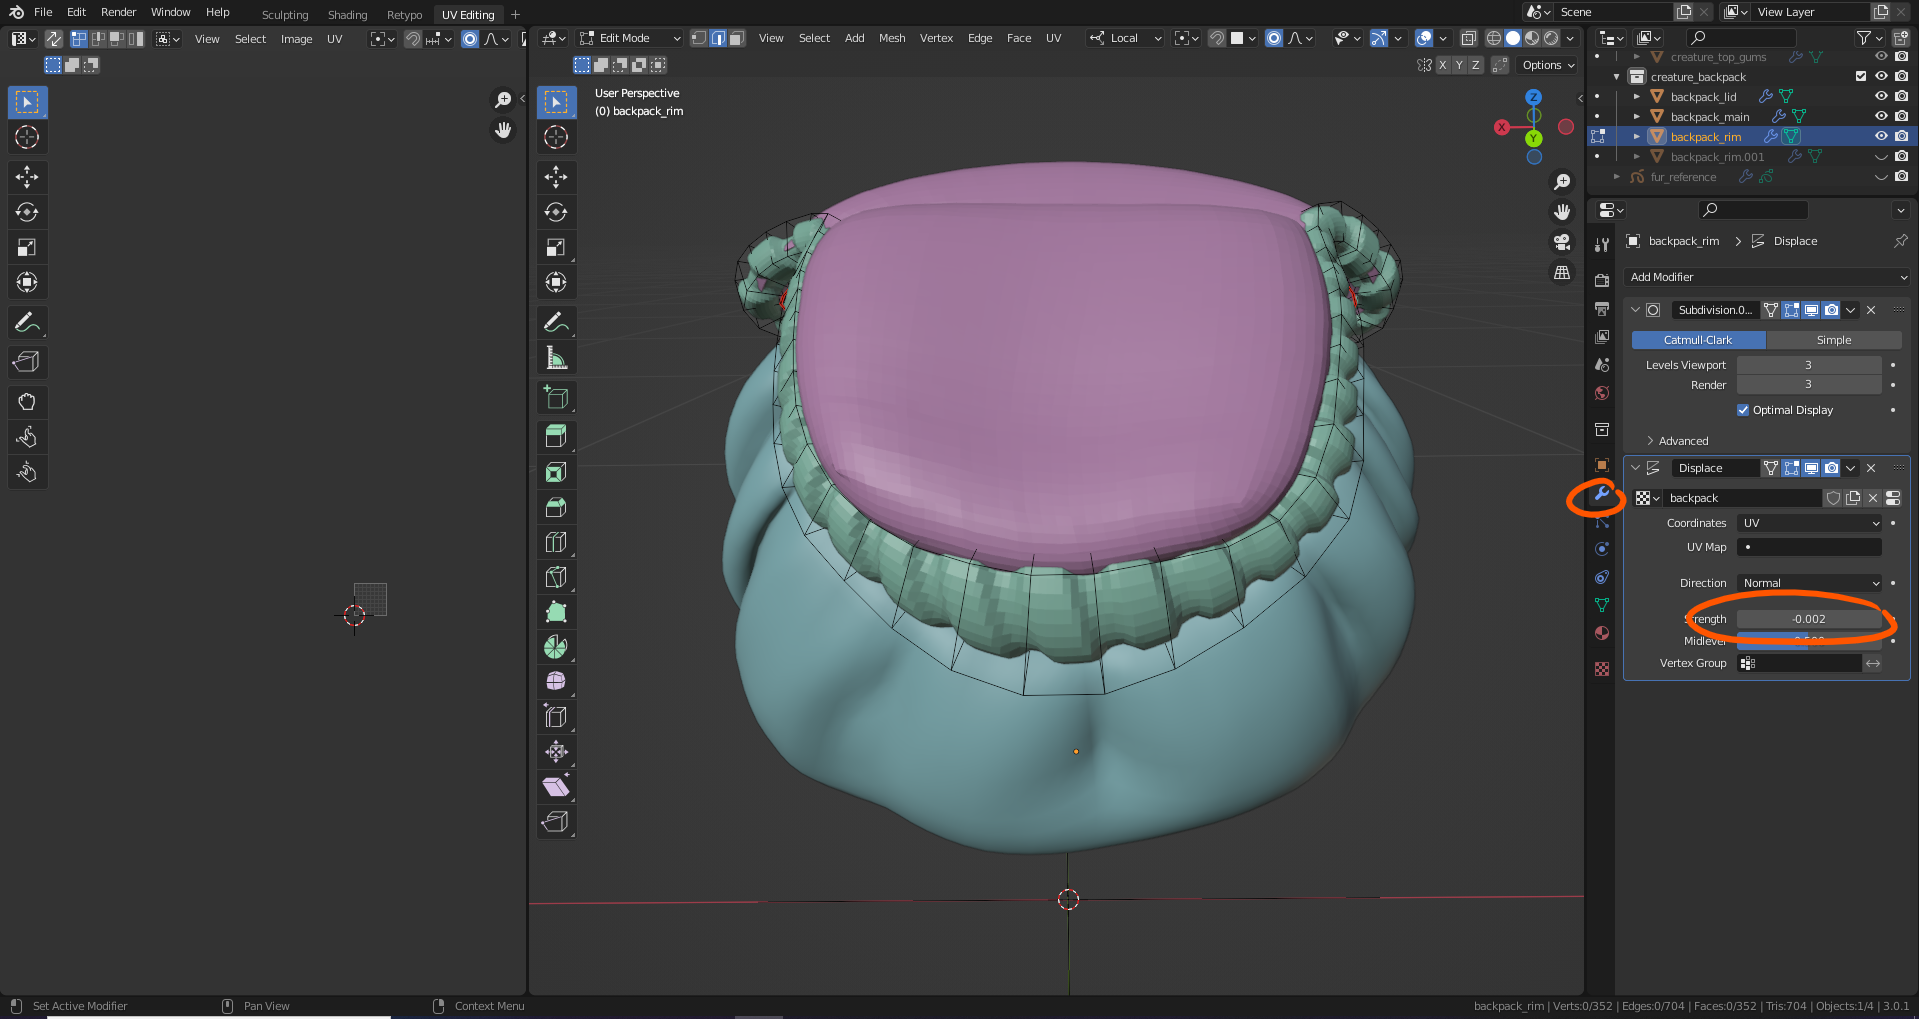 File Edit Render Window Help Sculpting Shading Retypo UV Editing + Scene View Layer
View Select Image UV
Edit Mode View Select Add Mesh Vertex Edge Face UV Local
X Y Z Options
User Perspective
(0) backpack_rim
Z
X
Y
creature_top_gums
creature_backpack
backpack_lid
backpack_main
backpack_rim
backpack_rim.001
fur_reference
backpack_rim > Displace
Add Modifier
Subdivision.0...
Catmull-Clark Simple
Levels Viewport 3
Render 3
Optimal Display
Advanced
Displace
backpack
Coordinates UV
UV Map
Direction Normal
Strength -0.002
Midlevel 0.500
Vertex Group
Set Active Modifier Pan View Context Menu
backpack_rim | Verts:0/352 | Edges:0/704 | Faces:0/352 | Tris:704 | Objects:1/4 | 3.0.1